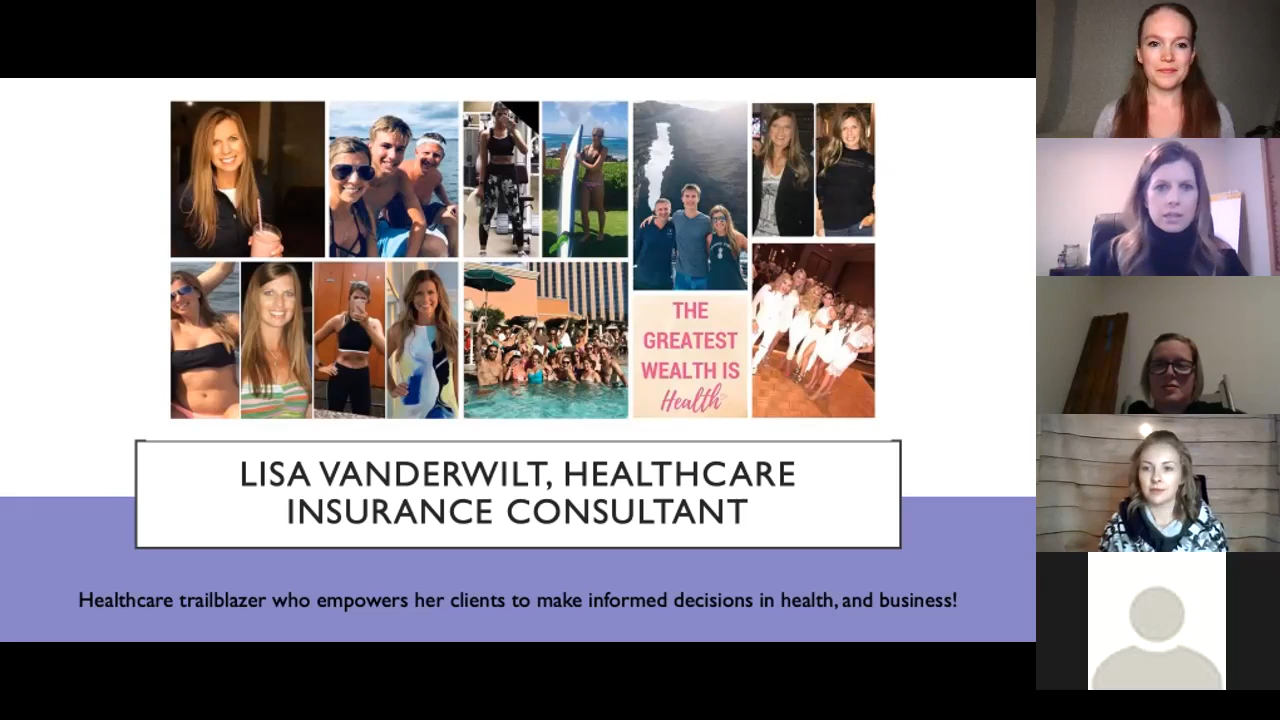 THE
GREATEST
WEALTH IS
Health
LISA VANDERWILT, HEALTHCARE
INSURANCE CONSULTANT
Healthcare trailblazer who empowers her clients to make informed decisions in health, and business!